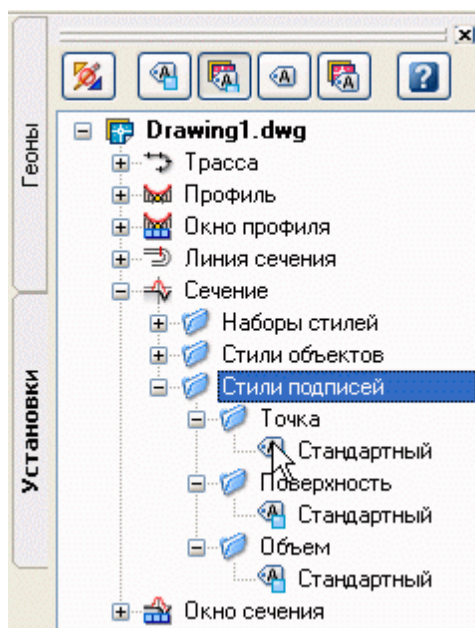 Геоны
Установки
Drawing1.dwg
Трасса
Профиль
Окно профиля
Линия сечения
Сечение
Наборы стилей
Стили объектов
Стили подписей
Точка
Стандартный
Поверхность
Стандартный
Объем
Стандартный
Окно сечения